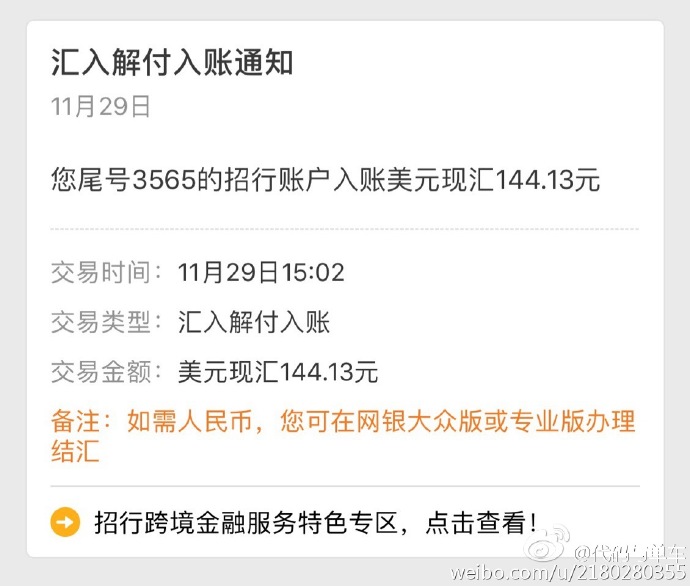 汇入解付入账通知
11月29日
您尾号3565的招行账户入账美元现汇144.13元
交易时间：11月29日15:02
交易类型：汇入解付入账
交易金额：美元现汇144.13元
备注：如需人民币，您可在网银大众版或专业版办理
结汇
招行跨境金融服务特色专区，点击查看！
@代码与单车
weibo.com/u/2180280355